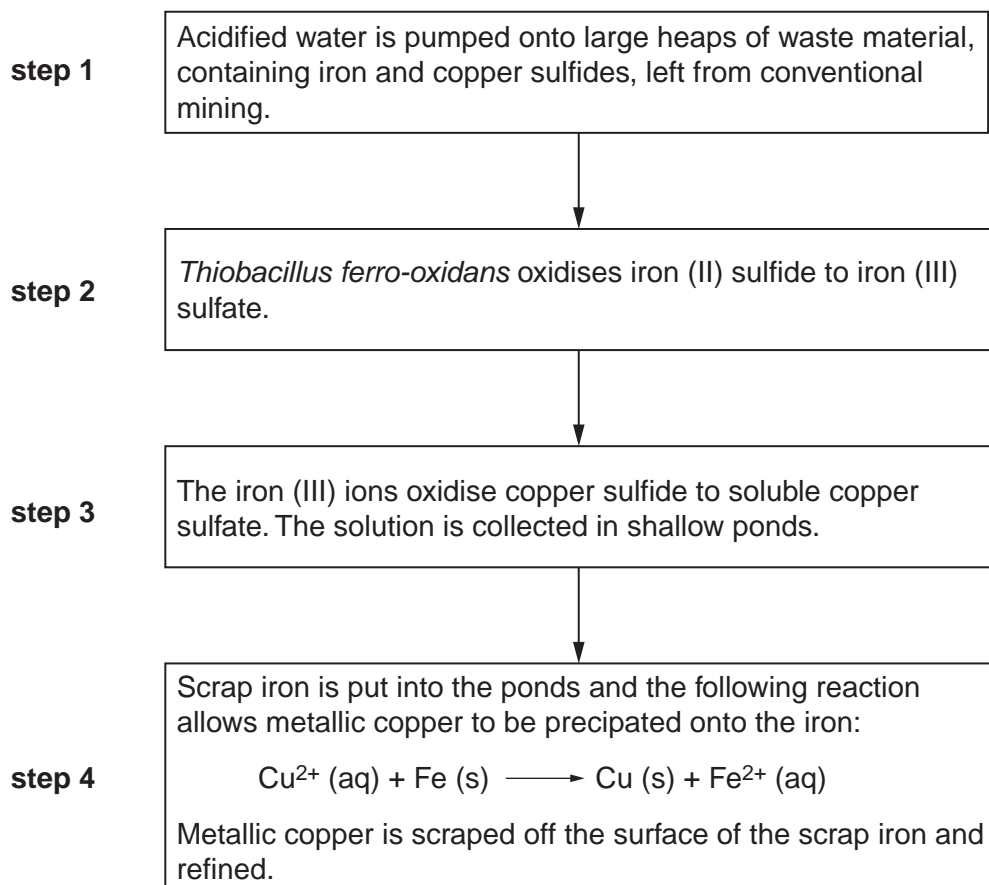 step 1
Acidified water is pumped onto large heaps of waste material,
containing iron and copper sulfides, left from conventional
mining.
step 2
Thiobacillus ferro-oxidans oxidises iron (II) sulfide to iron (III)
sulfate.
step 3
The iron (III) ions oxidise copper sulfide to soluble copper
sulfate. The solution is collected in shallow ponds.
step 4
Scrap iron is put into the ponds and the following reaction
allows metallic copper to be precipated onto the iron:
Cu²⁺ (aq) + Fe (s) ⟶ Cu (s) + Fe²⁺ (aq)
Metallic copper is scraped off the surface of the scrap iron and
refined.